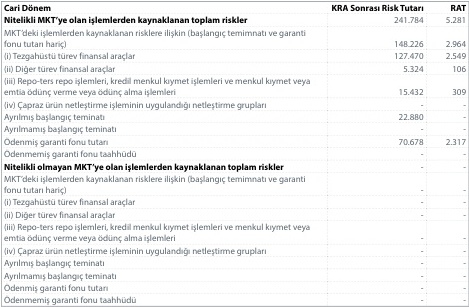 Cari Dönem KRA Sonrası Risk Tutarı RAT
Nitelikli MKT’ye olan işlemlerden kaynaklanan toplam riskler 241.784 5.281
MKT’deki işlemlerden kaynaklanan risklere ilişkin (başlangıç temimnatı ve garanti
fonu tutarı hariç) 148.226 2.964
(i) Tezgahüstü türev finansal araçlar 127.470 2.549
(ii) Diğer türev finansal araçlar 5.324 106
(iii) Repo-ters repo işlemleri, kredil menkul kıymet işlemleri ve menkul kıymet veya
emtia ödünç verme veya ödünç alma işlemleri 15.432 309
(iv) Çapraz ürün netleştirme işleminin uygulandığı netleştirme grupları - -
Ayrılmış başlangıç teminatı 22.880 -
Ayrılmamış başlangıç teminatı - -
Ödenmiş garanti fonu tutarı 70.678 2.317
Ödenmemiş garanti fonu taahhüdü - -
Nitelikli olmayan MKT’ye olan işlemlerden kaynaklanan toplam riskler - -
MKT’deki işlemlerden kaynaklanan risklere ilişkin (başlangıç temimnatı ve garanti
fonu tutarı hariç) - -
(i) Tezgahüstü türev finansal araçlar - -
(ii) Diğer türev finansal araçlar - -
(iii) Repo-ters repo işlemleri, kredil menkul kıymet işlemleri ve menkul kıymet veya
emtia ödünç verme veya ödünç alma işlemleri - -
(iv) Çapraz ürün netleştirme işleminin uygulandığı netleştirme grupları - -
Ayrılmış başlangıç teminatı - -
Ayrılmamış başlangıç teminatı - -
Ödenmiş garanti fonu tutarı - -
Ödenmemiş garanti fonu taahhüdü - -